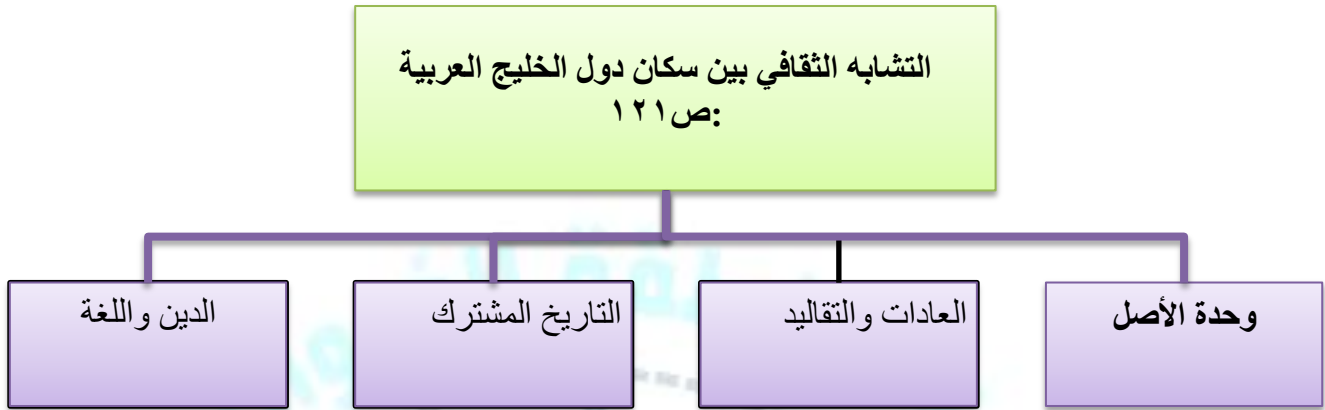 التشابه الثقافي بين سكان دول الخليج العربية
:ص١٢١
وحدة الأصل
العادات والتقاليد
التاريخ المشترك
الدين واللغة